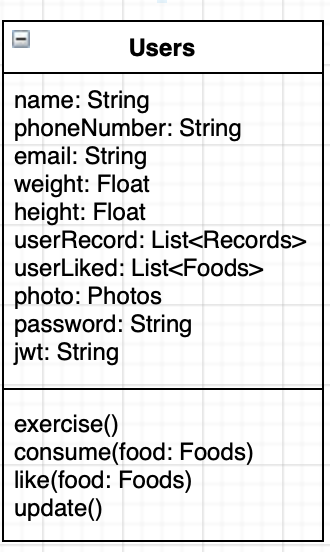 Users
name: String
phoneNumber: String
email: String
weight: Float
height: Float
userRecord: List<Records>
userLiked: List<Foods>
photo: Photos
password: String
jwt: String
exercise()
consume(food: Foods)
like(food: Foods)
update()